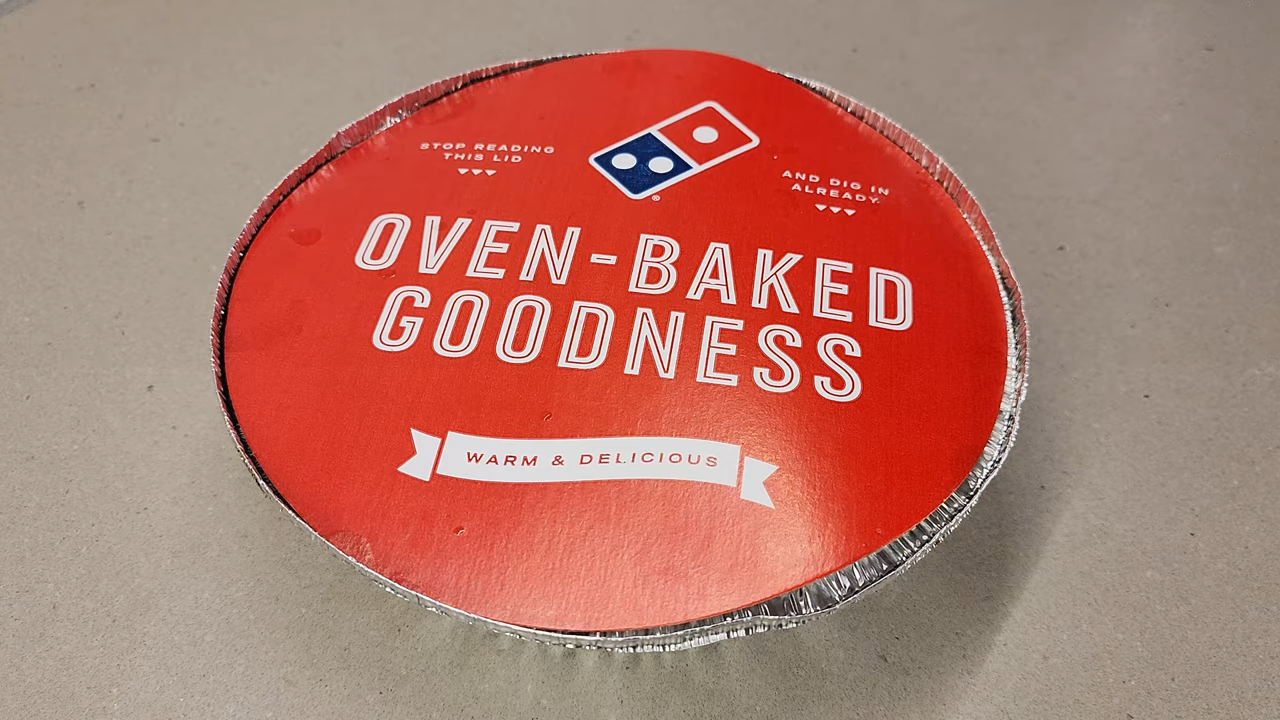 STOP READING
THIS LID
AND DIG IN
ALREADY.
OVEN-BAKED
GOODNESS
WARM & DELICIOUS
®